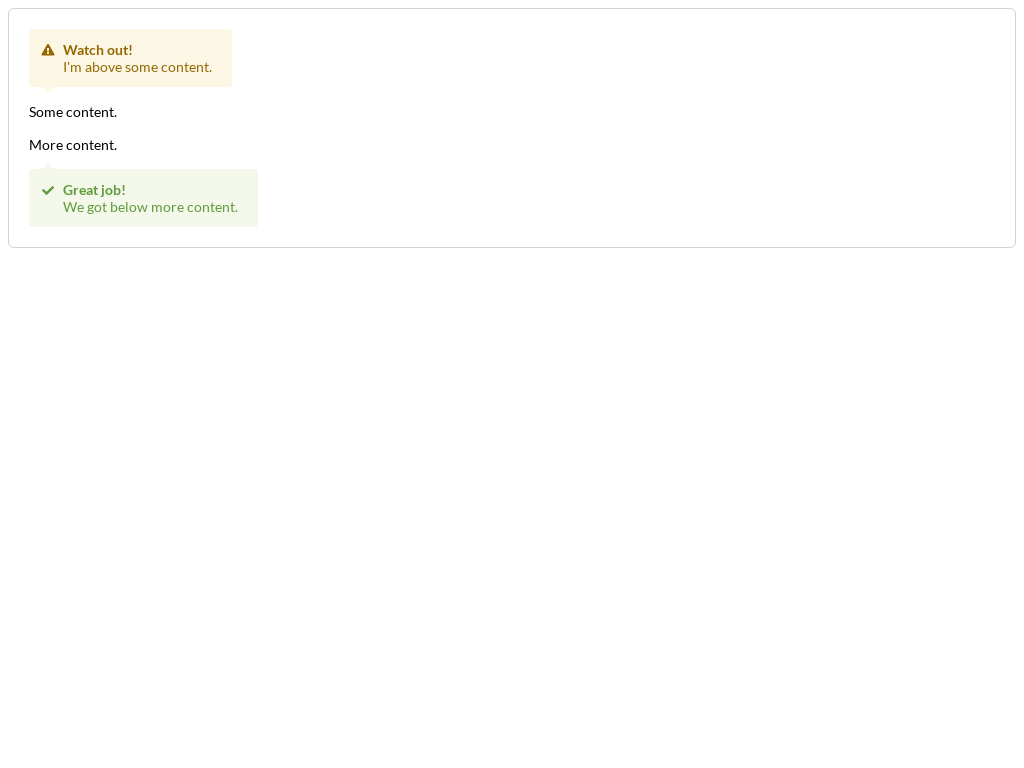 Watch out!
I'm above some content.
Some content.
More content.
Great job!
We got below more content.